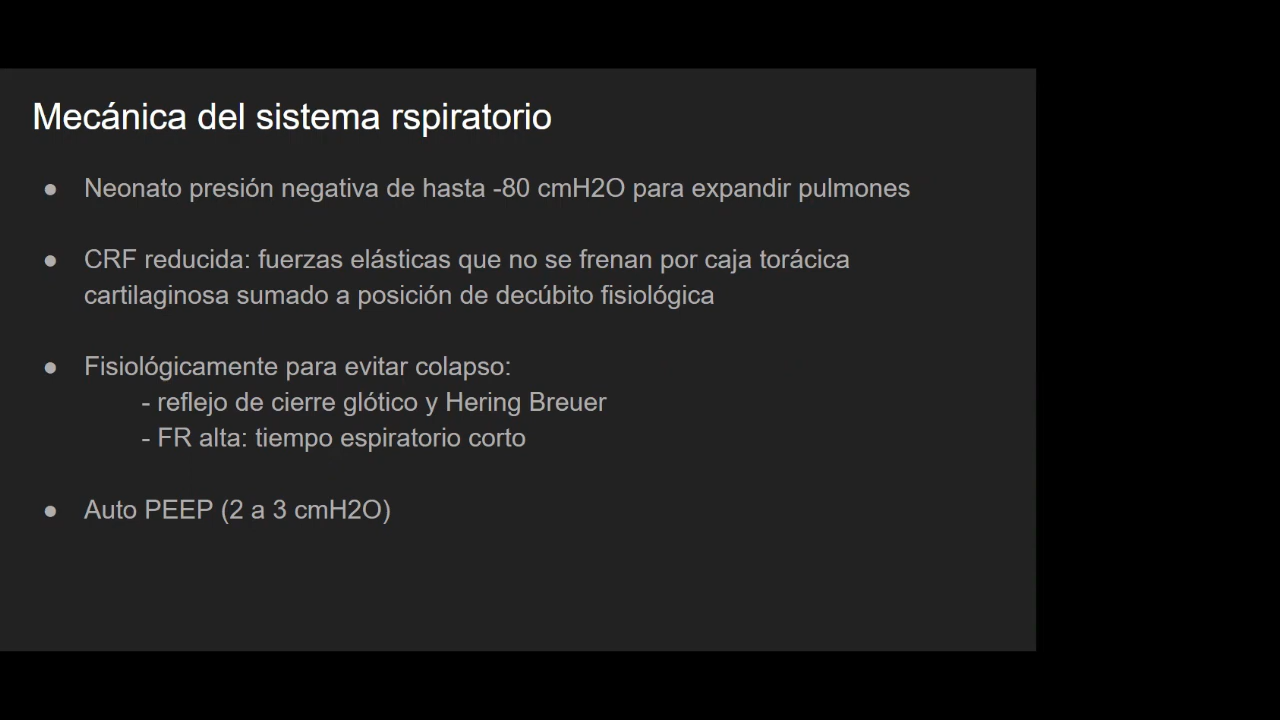 Mecánica del sistema rspiratorio
● Neonato presión negativa de hasta -80 cmH2O para expandir pulmones
● CRF reducida: fuerzas elásticas que no se frenan por caja torácica
cartilaginosa sumado a posición de decúbito fisiológica
● Fisiológicamente para evitar colapso:
- reflejo de cierre glótico y Hering Breuer
- FR alta: tiempo espiratorio corto
● Auto PEEP (2 a 3 cmH2O)